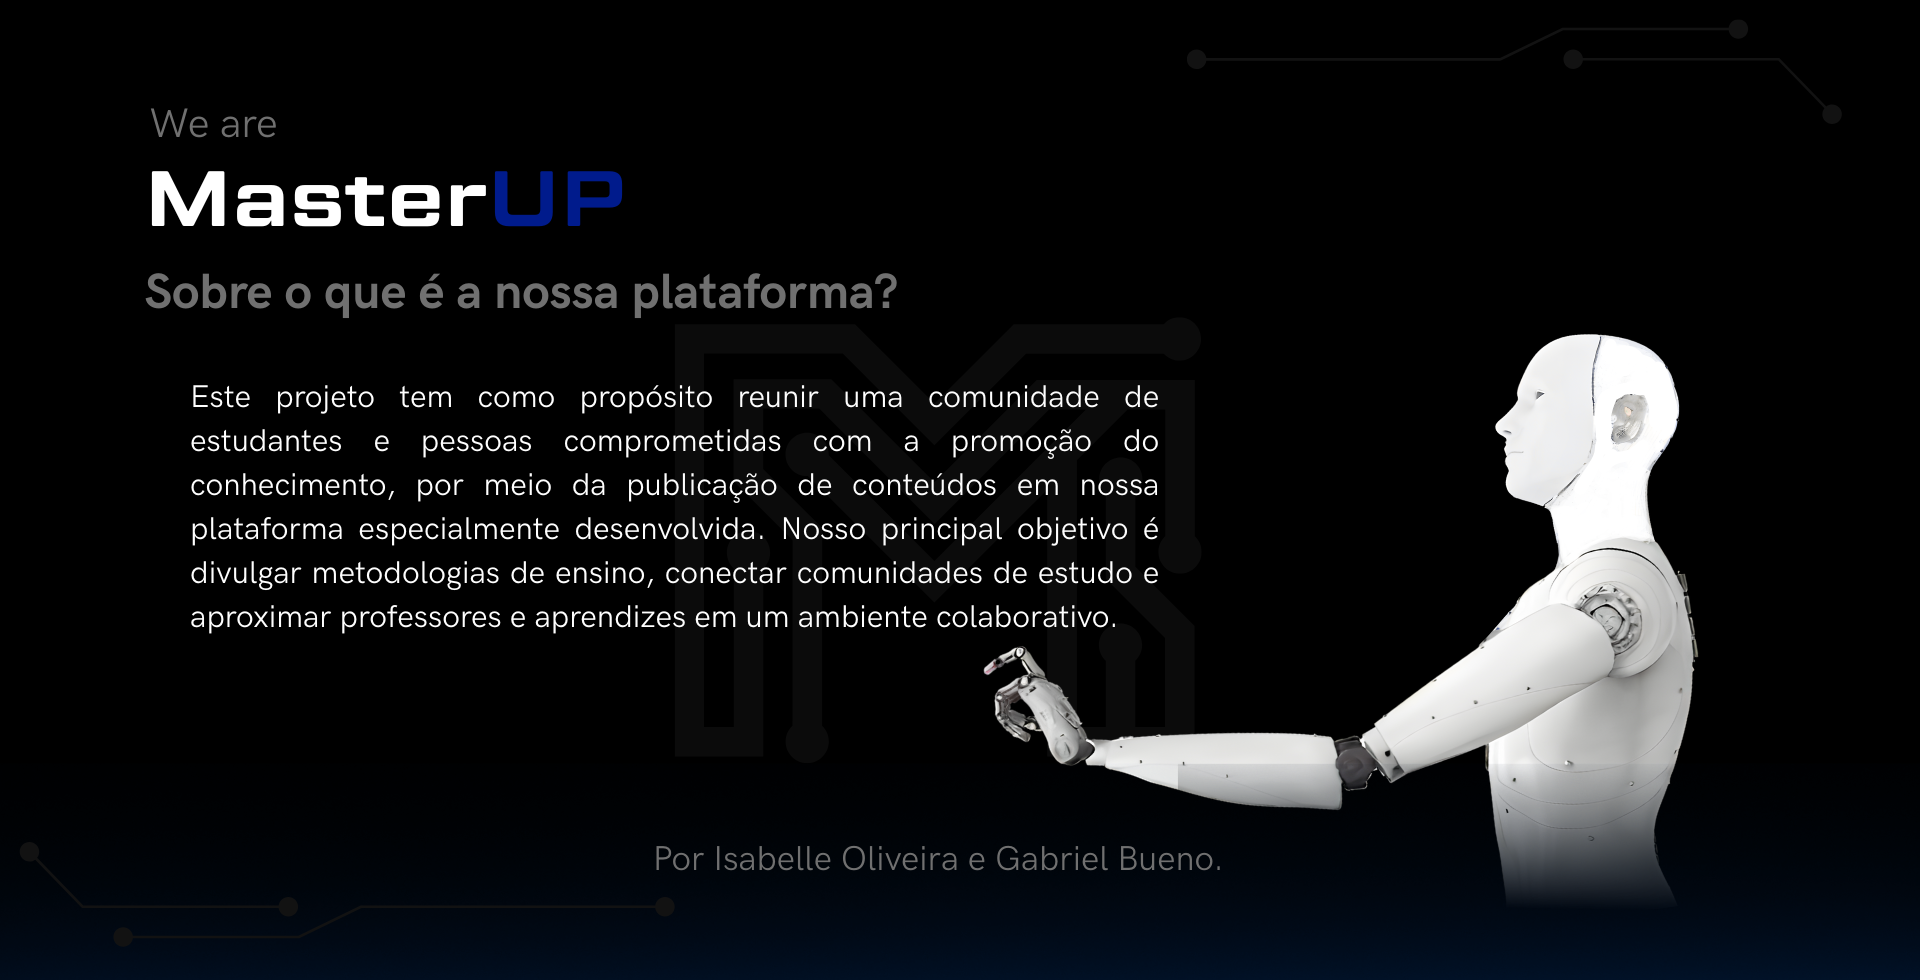 We are
MasterUP
Sobre o que é a nossa plataforma?
Este projeto tem como propósito reunir uma comunidade de
estudantes e pessoas comprometidas com a promoção do
conhecimento, por meio da publicação de conteúdos em nossa
plataforma especialmente desenvolvida. Nosso principal objetivo é
divulgar metodologias de ensino, conectar comunidades de estudo e
aproximar professores e aprendizes em um ambiente colaborativo.
Por Isabelle Oliveira e Gabriel Bueno.